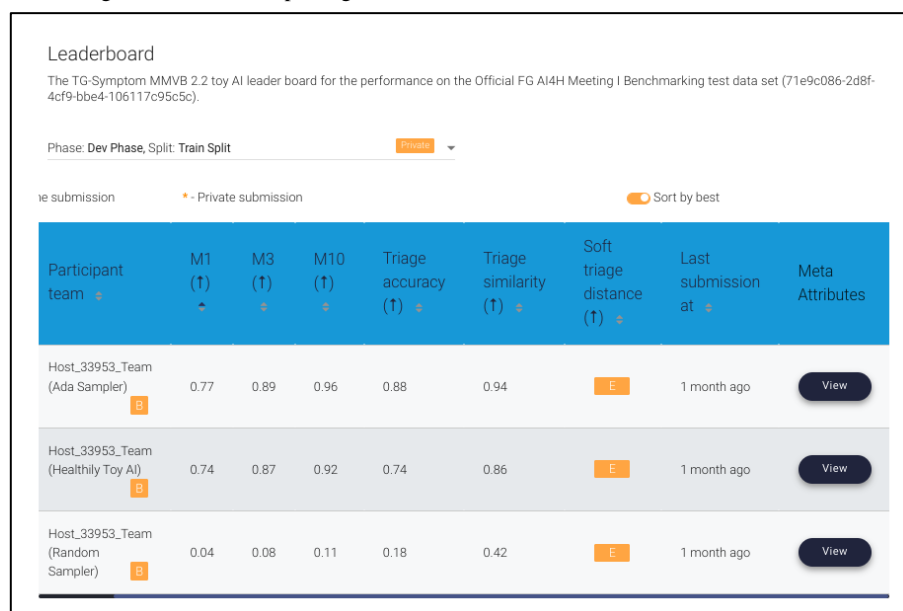 Leaderboard
The TG-Symptom MMVB 2.2 toy AI leader board for the performance on the Official FG AI4H Meeting I Benchmarking test data set (71e9c086-2d8f-
4cf9-bbe4-106117c95c5c).
Phase: Dev Phase, Split: Train Split Private
ne submission * - Private submission Sort by best
Participant team M1 (↑) M3 (↑) M10 (↑) Triage accuracy (↑) Triage similarity (↑) Soft triage distance (↑) Last submission at Meta Attributes
Host_33953_Team
(Ada Sampler) 0.77 0.89 0.96 0.88 0.94 E 1 month ago View
B
Host_33953_Team
(Healthily Toy AI) 0.74 0.87 0.92 0.74 0.86 E 1 month ago View
B
Host_33953_Team
(Random 0.04 0.08 0.11 0.18 0.42 E 1 month ago View
Sampler) B